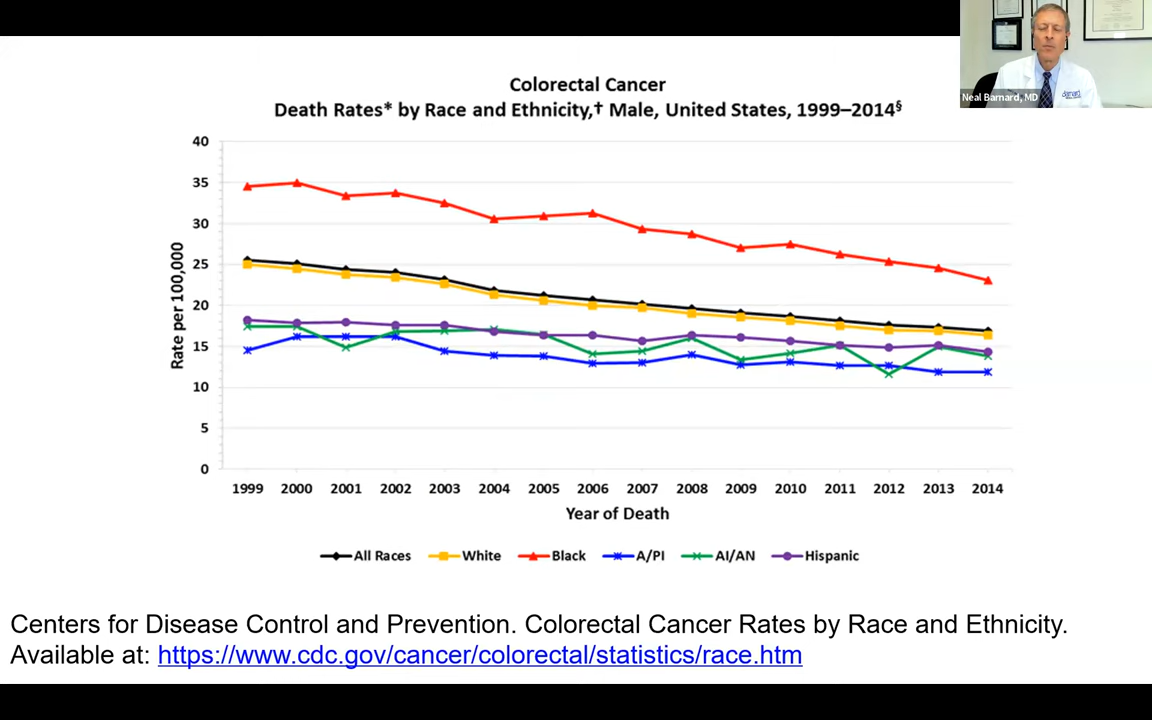 Neal Barnard, MD
Colorectal Cancer
Death Rates* by Race and Ethnicity,† Male, United States, 1999–2014§
40
35
30
25
20
15
10
5
0
Rate per 100,000
1999 2000 2001 2002 2003 2004 2005 2006 2007 2008 2009 2010 2011 2012 2013 2014
Year of Death
All Races White Black A/PI AI/AN Hispanic
Centers for Disease Control and Prevention. Colorectal Cancer Rates by Race and Ethnicity.
Available at: https://www.cdc.gov/cancer/colorectal/statistics/race.htm